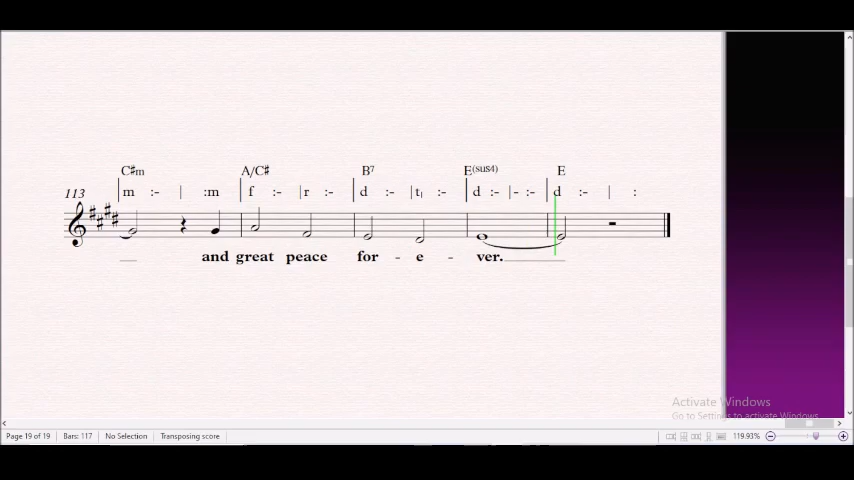 C♯m A/C♯ B7 E(sus4) E
113 m :- | :m f :- |r :- d :- |t, :- d :- |- :- d :- | :
and great peace for - e - ver.
Activate Windows
Go to Settings to activate Windows.
Page 19 of 19 Bars: 117 No Selection Transposing score 119.93%